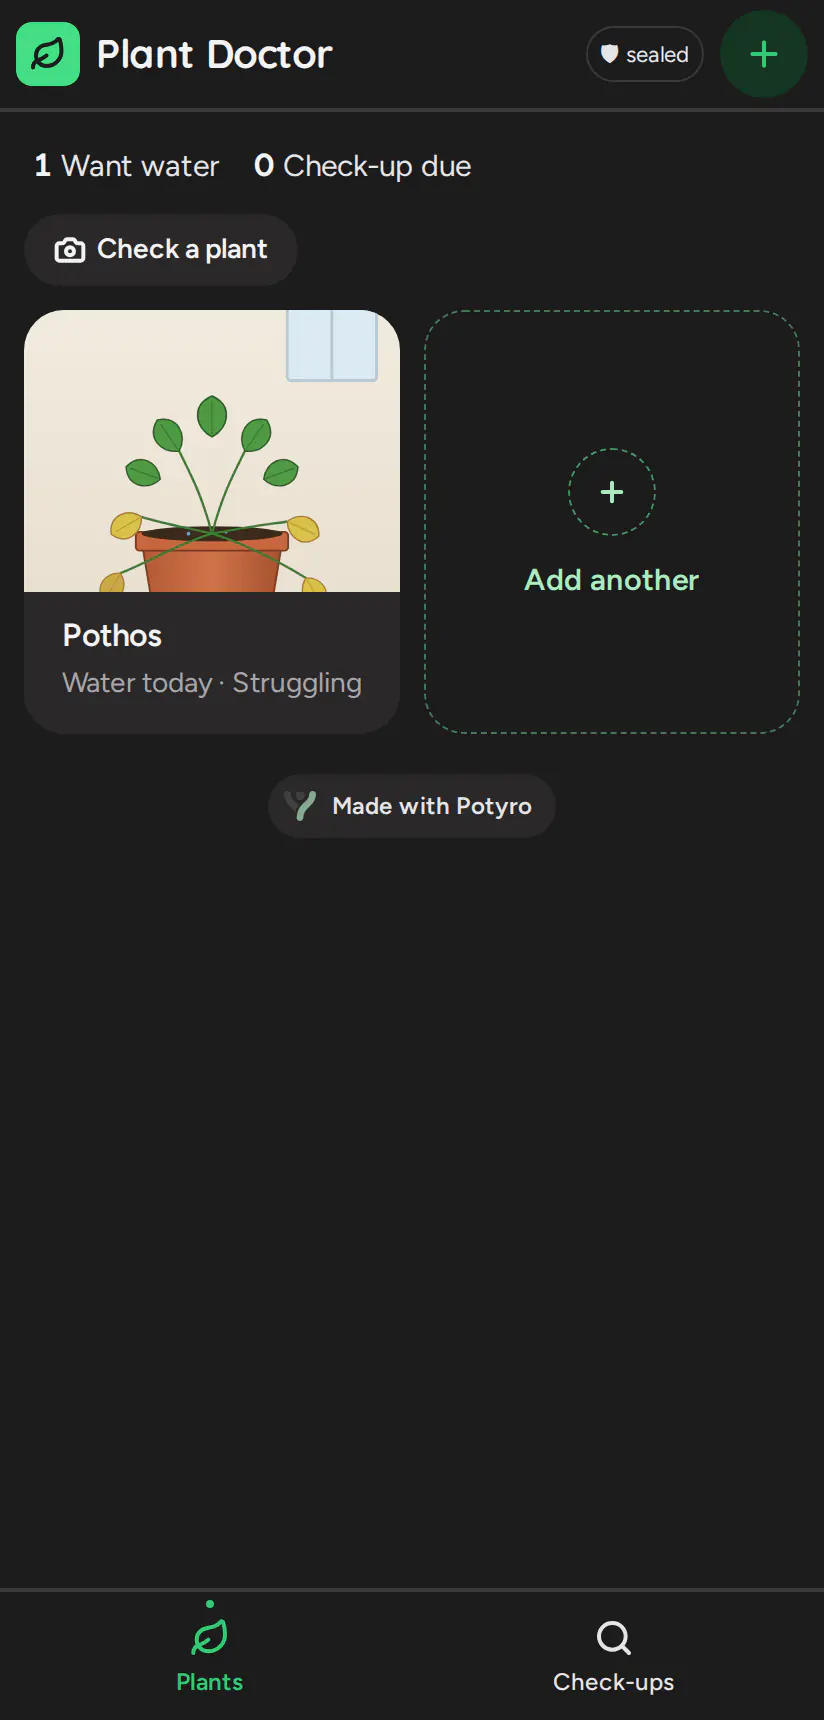 Plant Doctor
sealed
1 Want water 0 Check-up due
Check a plant
Add another
Pothos
Water today · Struggling
Made with Potyro
Plants
Check-ups